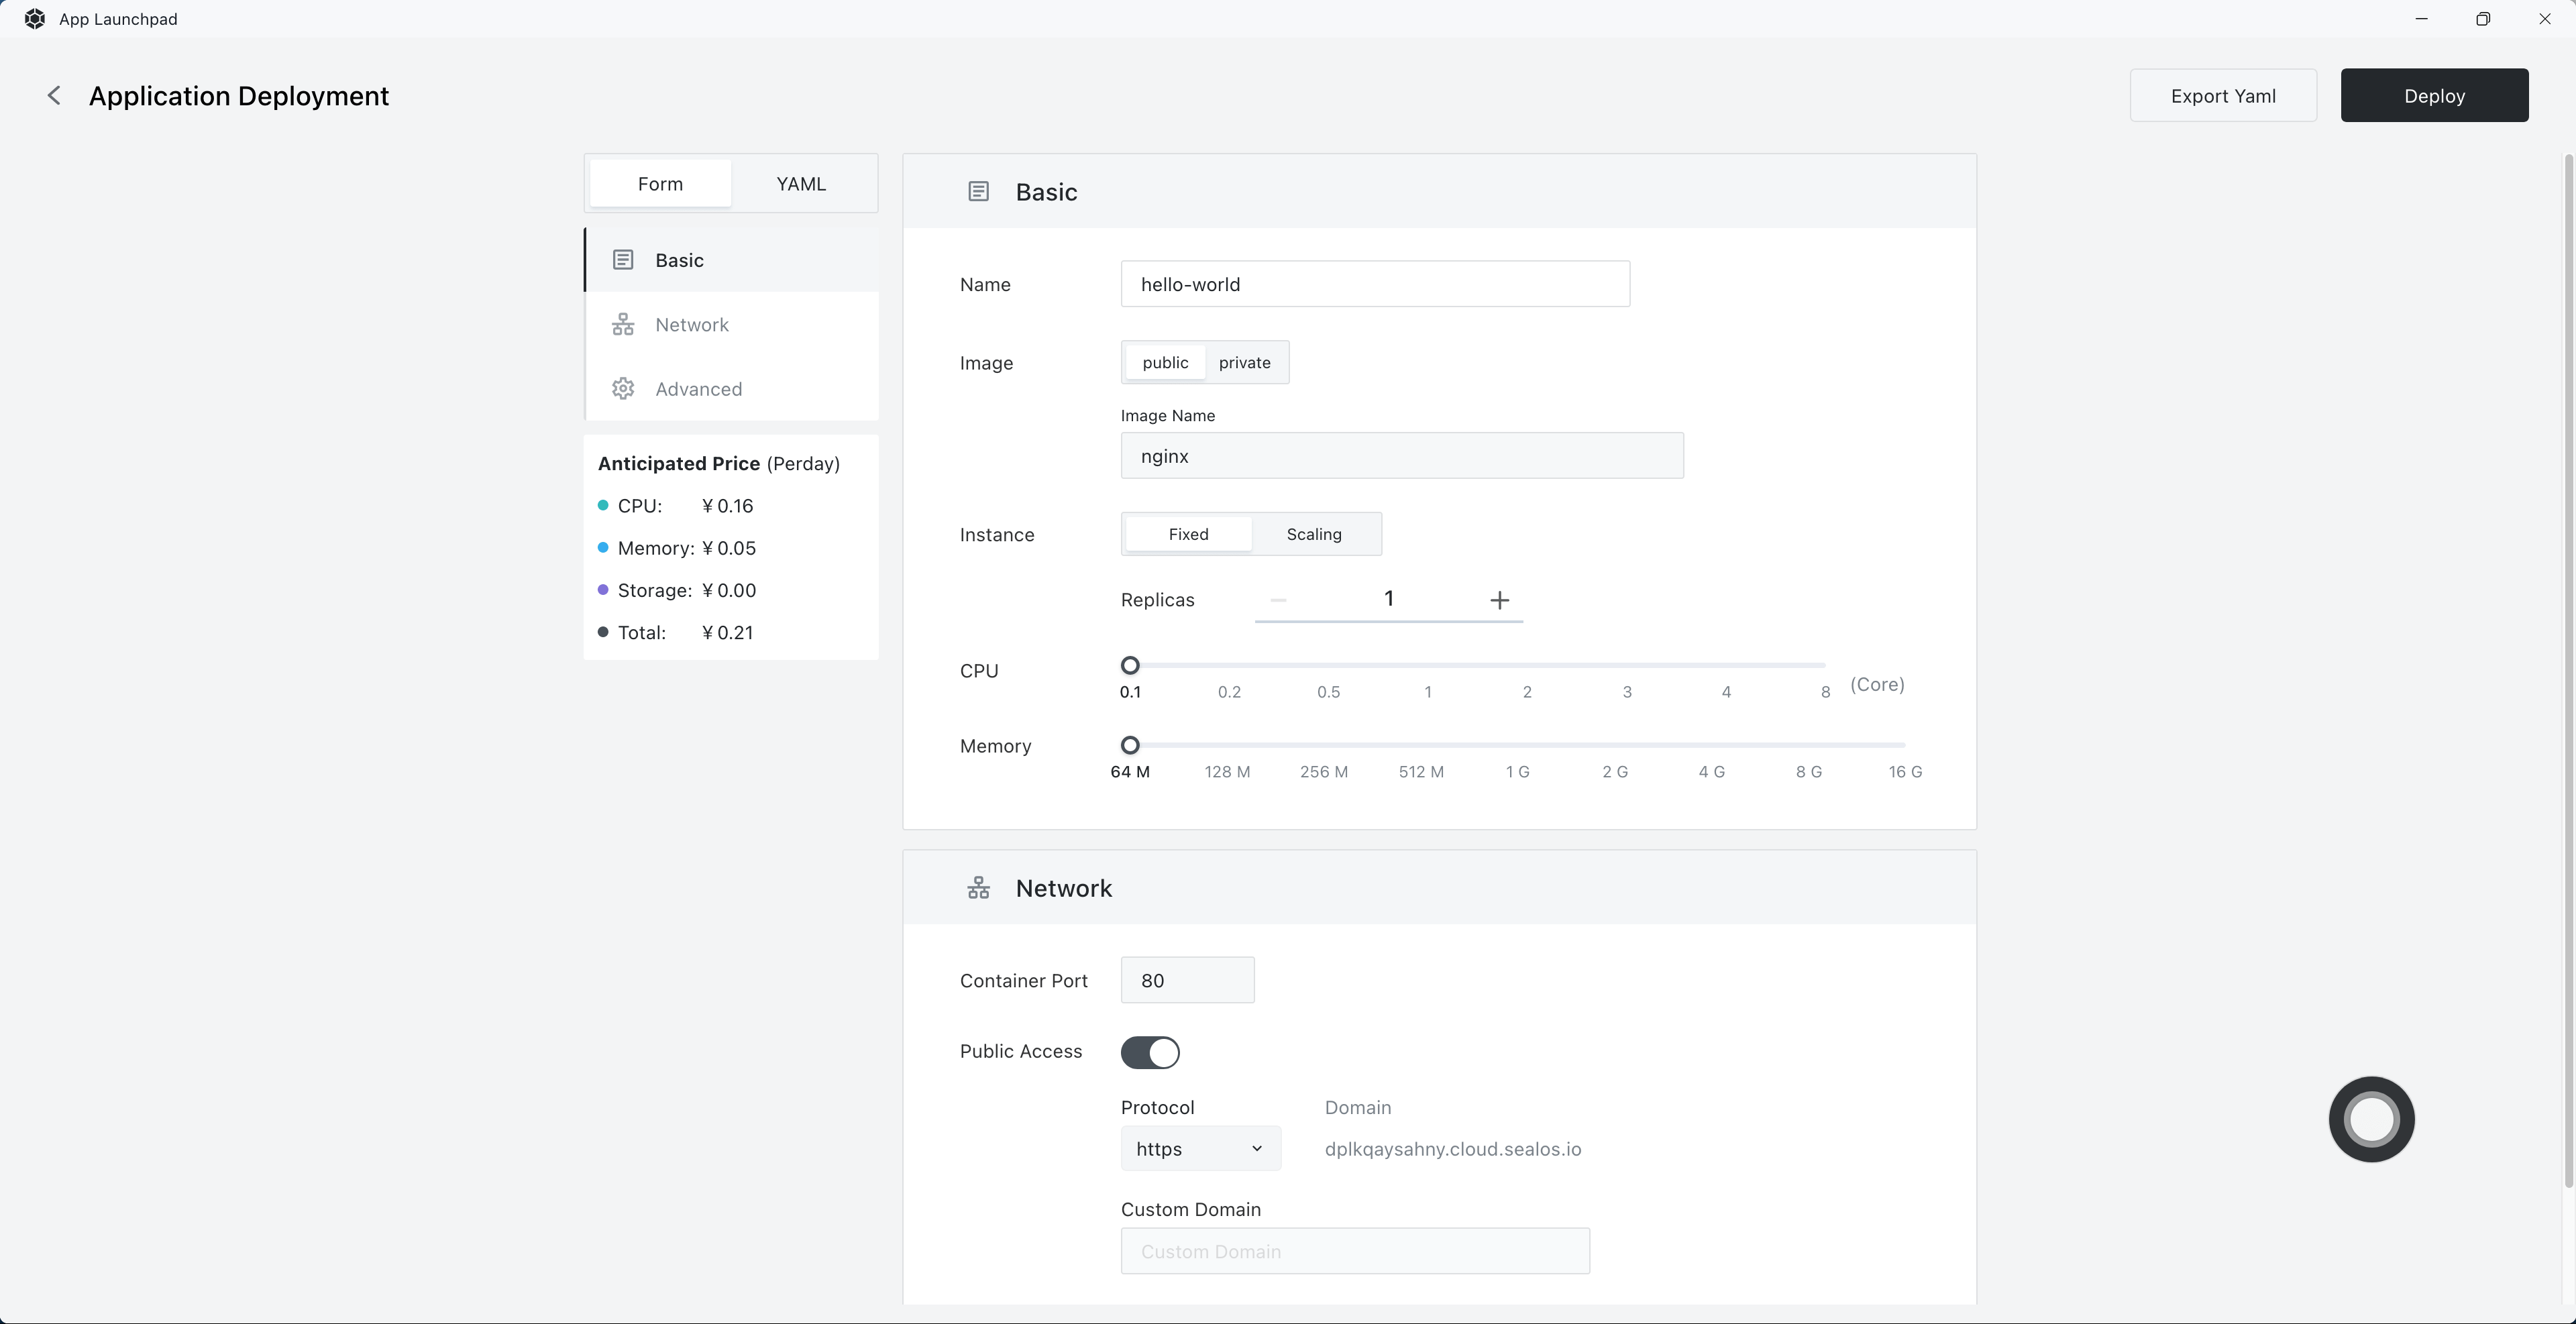 App Launchpad
Application Deployment
Export Yaml
Deploy
Form
YAML
Basic
Network
Advanced
Anticipated Price (Perday)
CPU: ¥ 0.16
Memory: ¥ 0.05
Storage: ¥ 0.00
Total: ¥ 0.21
Basic
Name
hello-world
Image
public
private
Image Name
nginx
Instance
Fixed
Scaling
Replicas
1
CPU
0.1 0.2 0.5 1 2 3 4 8 (Core)
Memory
64 M 128 M 256 M 512 M 1 G 2 G 4 G 8 G 16 G
Network
Container Port
80
Public Access
Protocol
Domain
https
dplkqaysahny.cloud.sealos.io
Custom Domain
Custom Domain